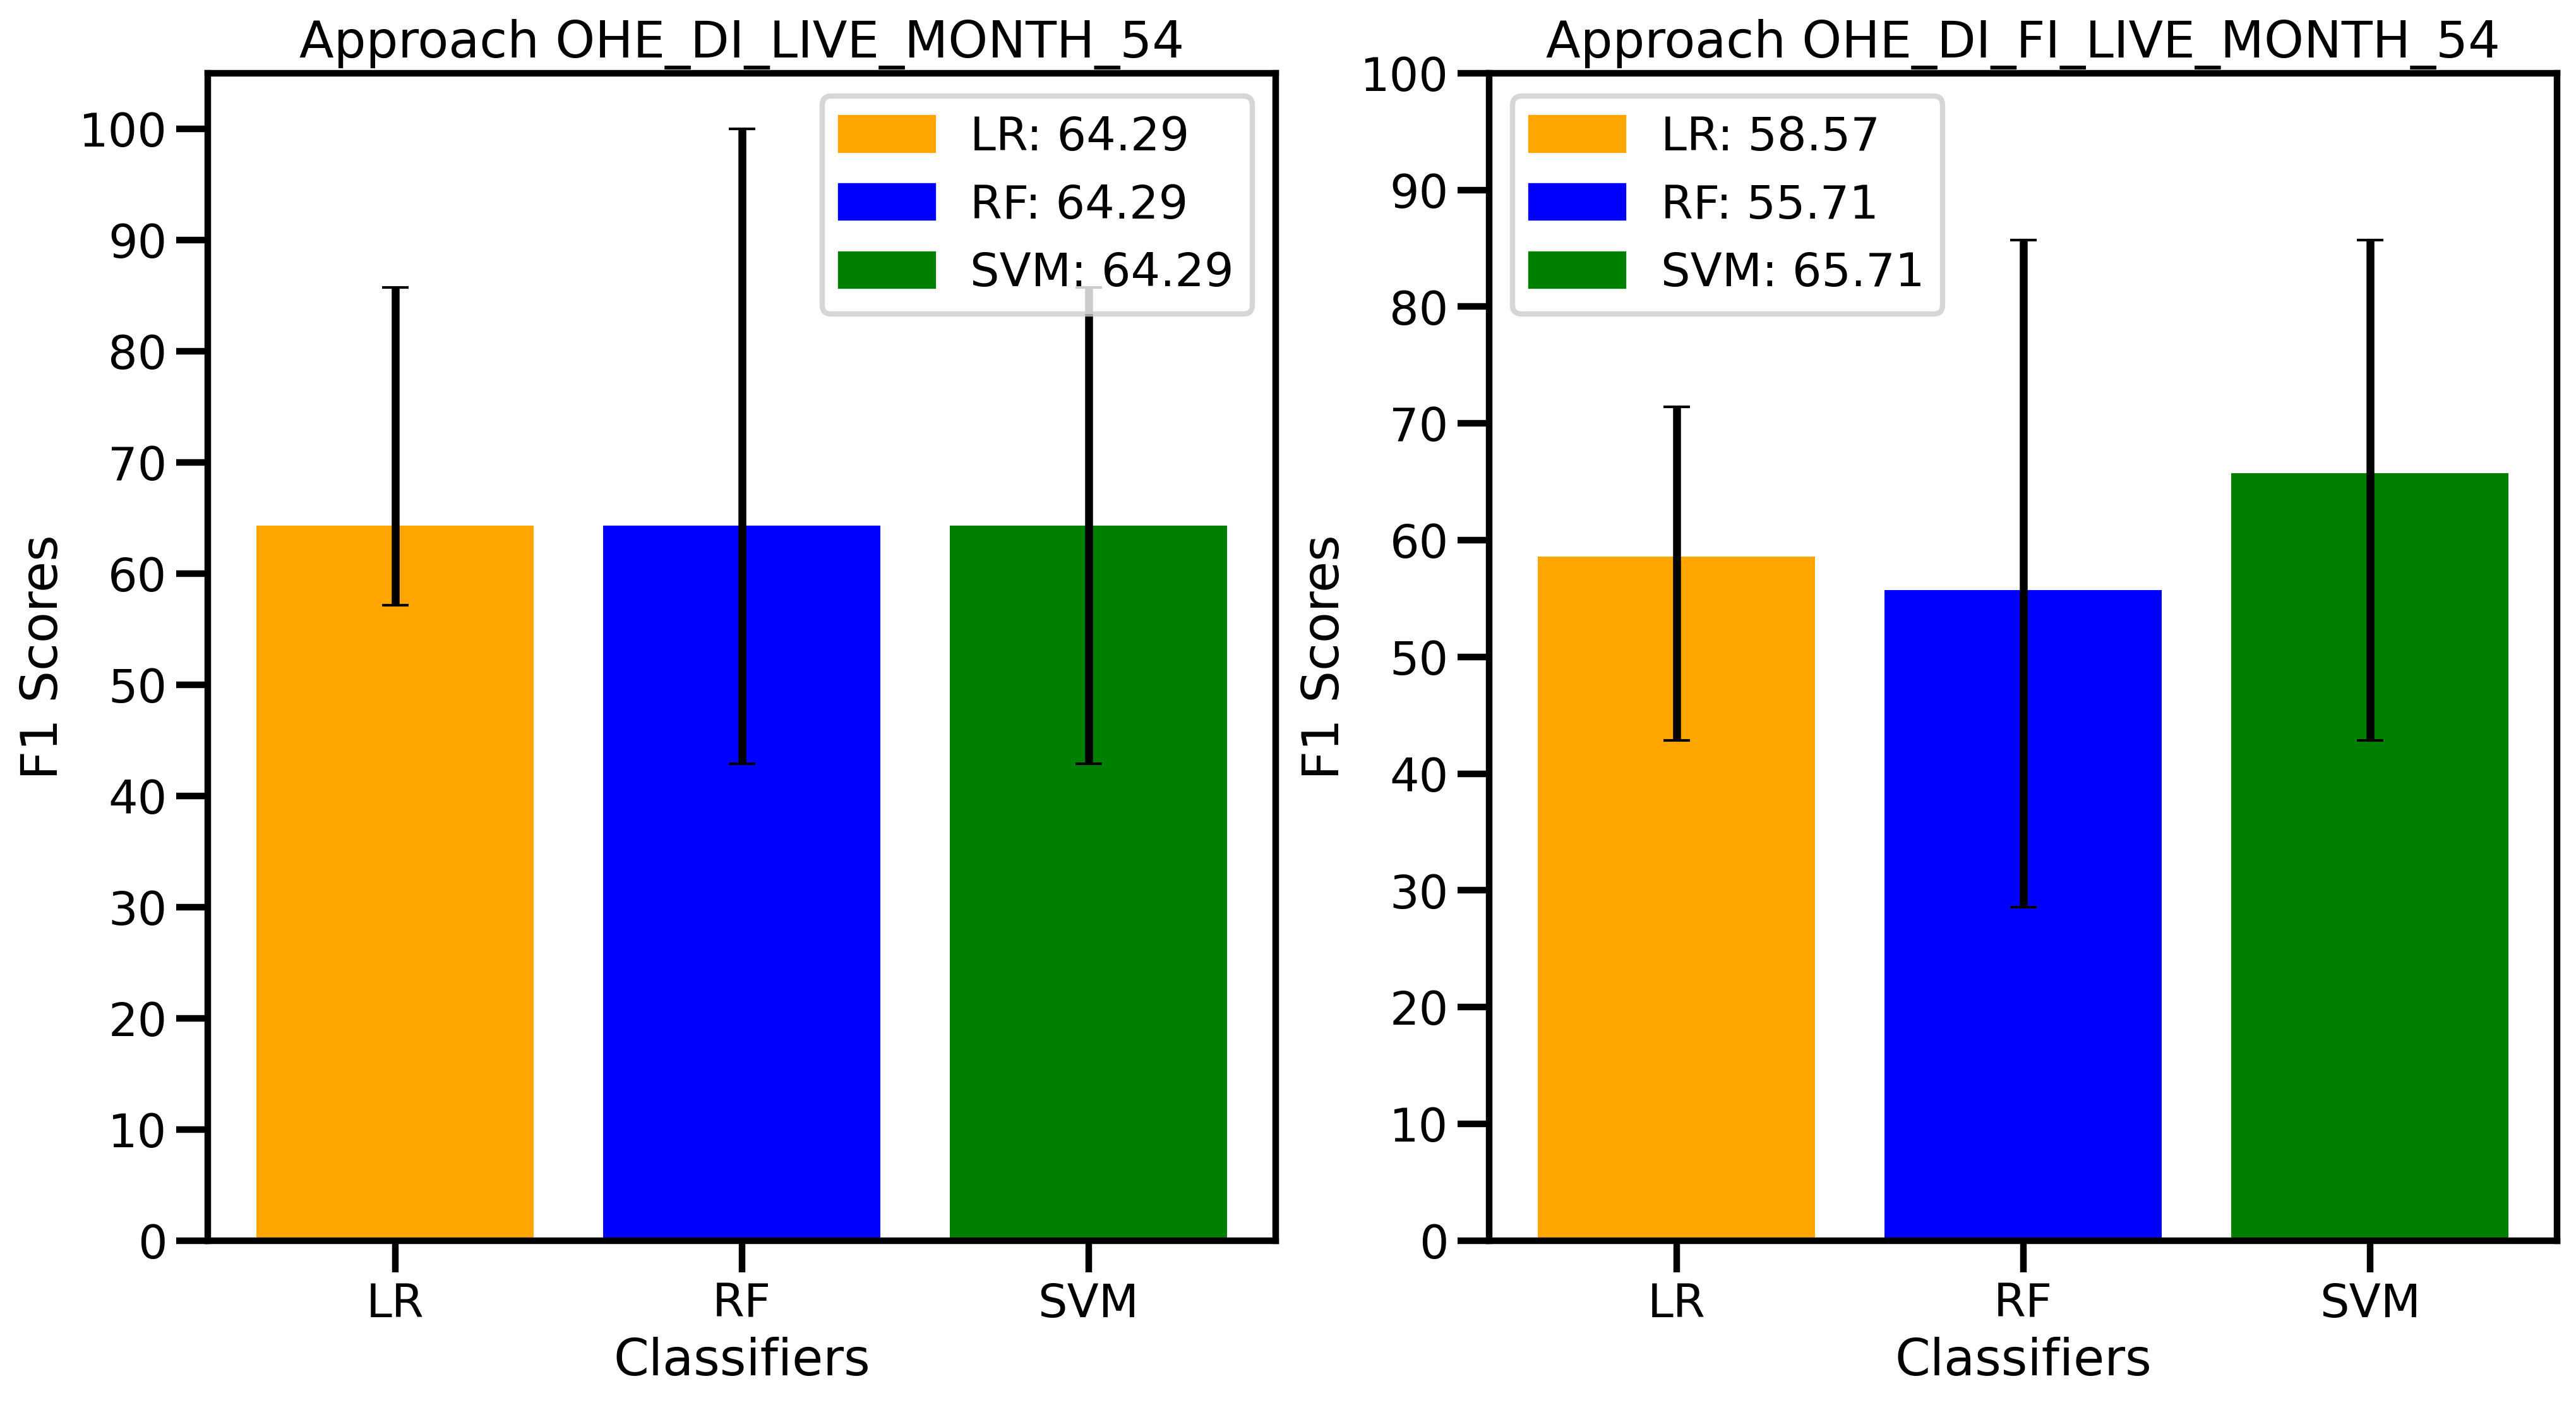 Approach OHE_DI_LIVE_MONTH_54
100
90
80
70
60
50
40
30
20
10
0
F1 Scores
LR: 64.29
RF: 64.29
SVM: 64.29
LR
RF
SVM
Classifiers
Approach OHE_DI_FI_LIVE_MONTH_54
100
90
80
70
60
50
40
30
20
10
0
F1 Scores
LR: 58.57
RF: 55.71
SVM: 65.71
LR
RF
SVM
Classifiers